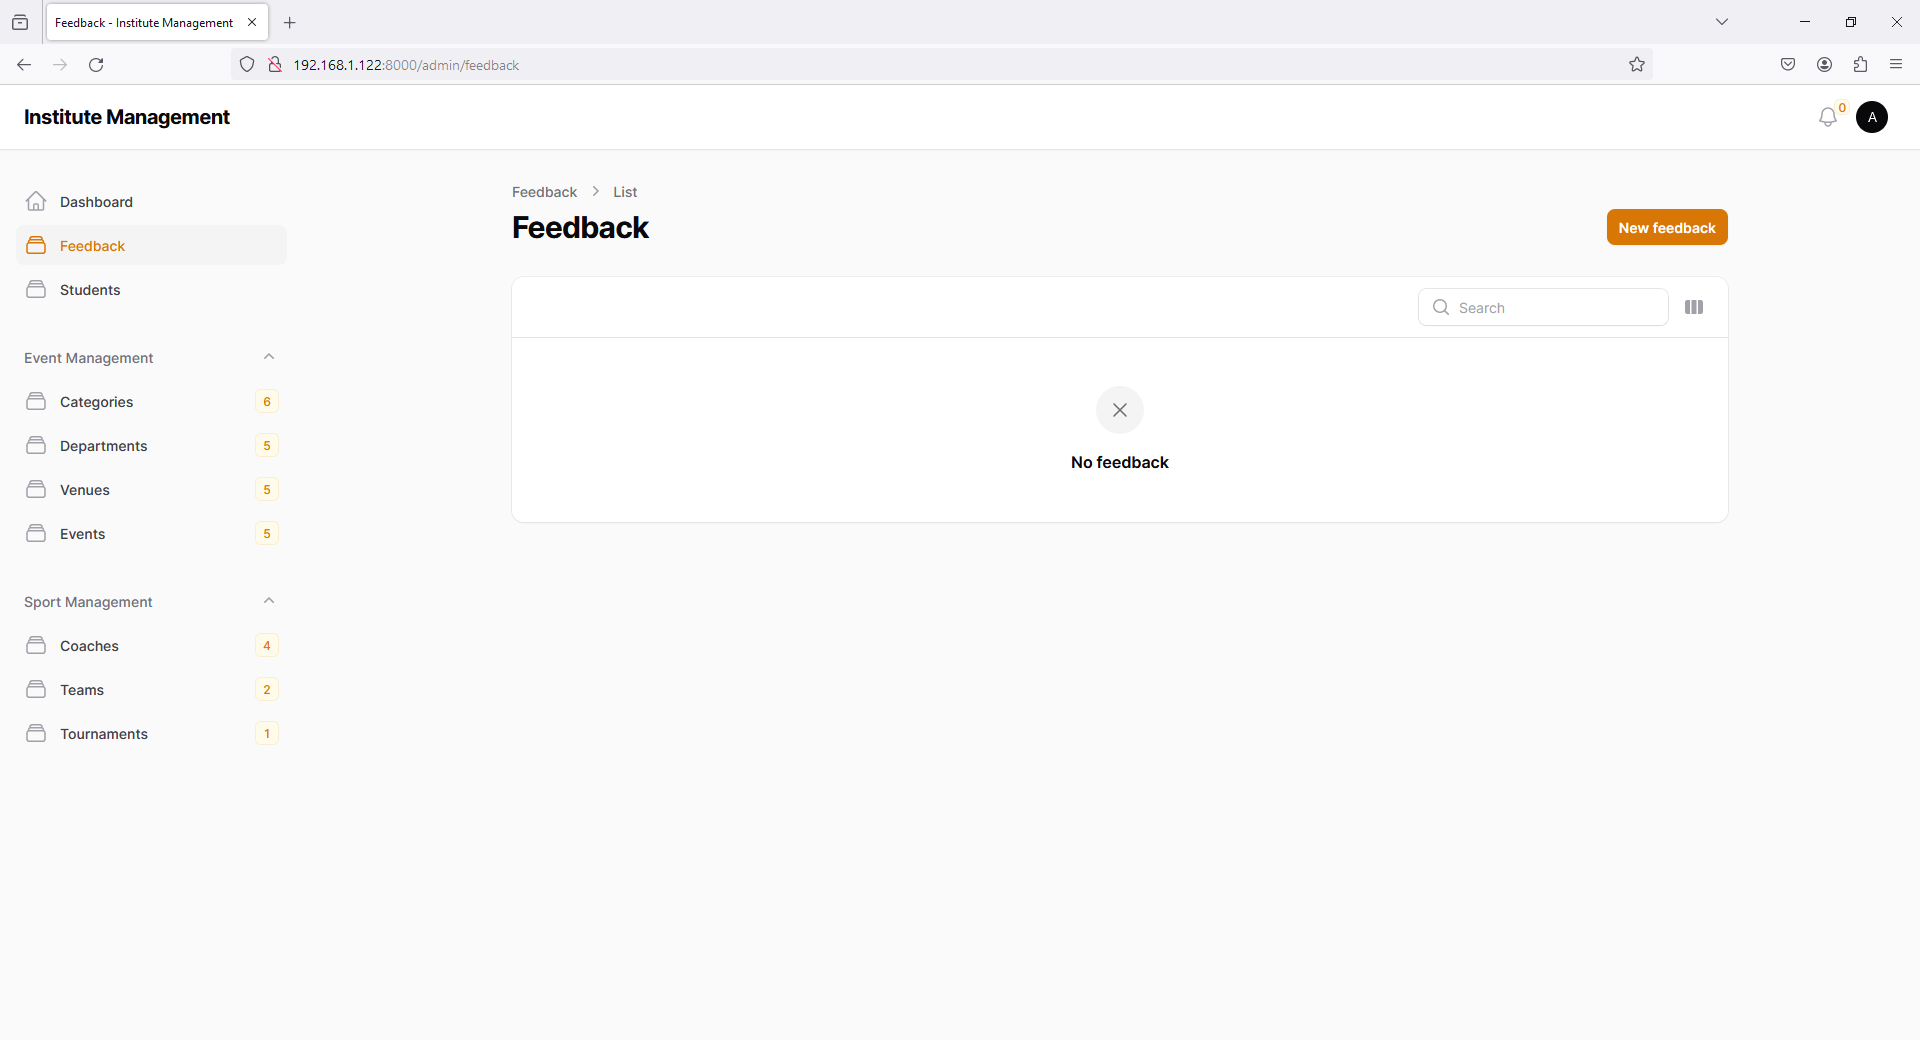 Feedback - Institute Management
192.168.1.122:8000/admin/feedback
Institute Management
0
A
Dashboard
Feedback
Students
Event Management
Categories 6
Departments 5
Venues 5
Events 5
Sport Management
Coaches 4
Teams 2
Tournaments 1
Feedback List
Feedback
New feedback
Search
No feedback